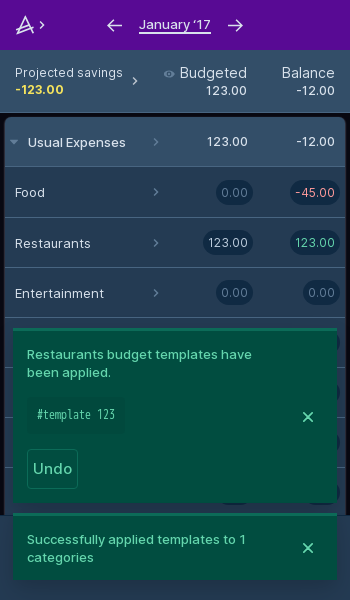 January ‘17
Projected savings
-123.00
Budgeted
123.00
Balance
-12.00
Usual Expenses 123.00 -12.00
Food 0.00 -45.00
Restaurants 123.00 123.00
Entertainment 0.00 0.00
Restaurants budget templates have
been applied.
#template 123
Undo
Successfully applied templates to 1
categories